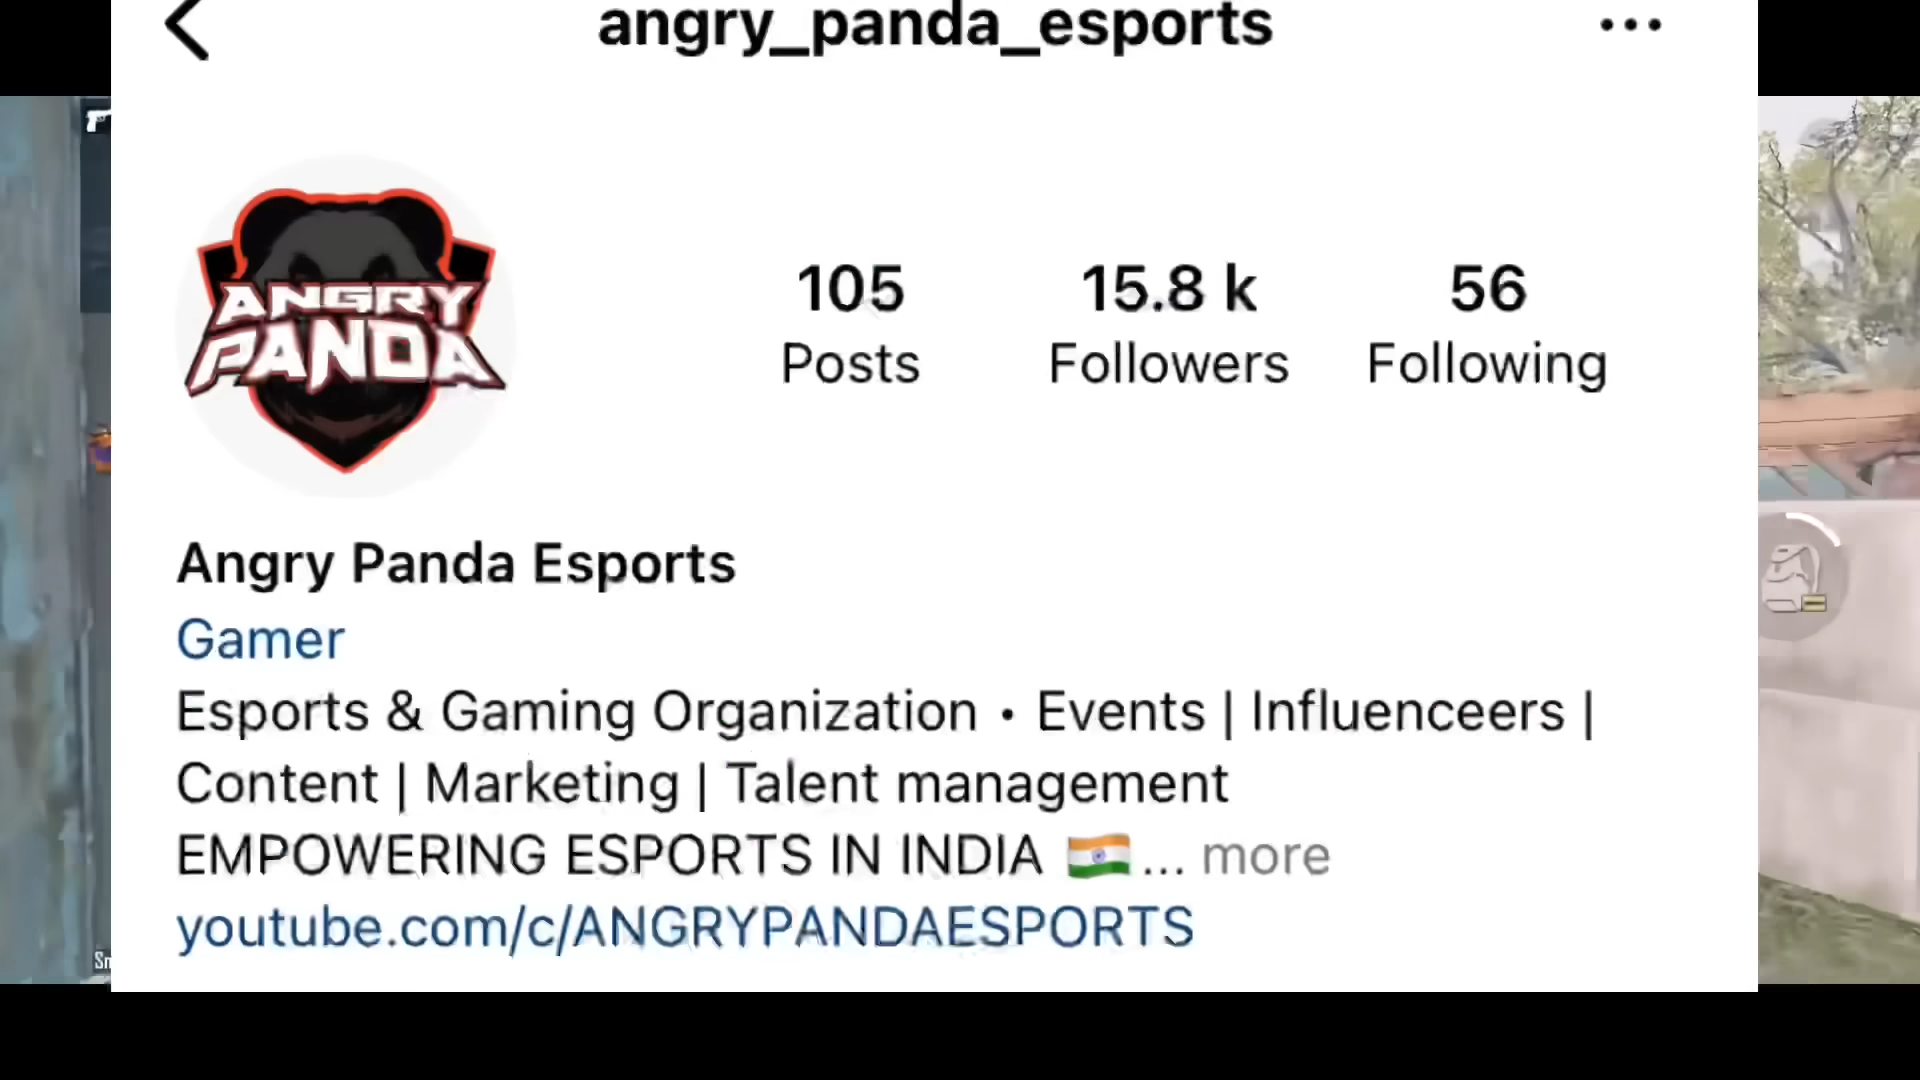 angry_panda_esports
ANGRY
PANDA
105
Posts
15.8 k
Followers
56
Following
Angry Panda Esports
Gamer
Esports & Gaming Organization • Events | Influenceers |
Content | Marketing | Talent management
EMPOWERING ESPORTS IN INDIA 🇮🇳... more
youtube.com/c/ANGRYPANDAESPORTS